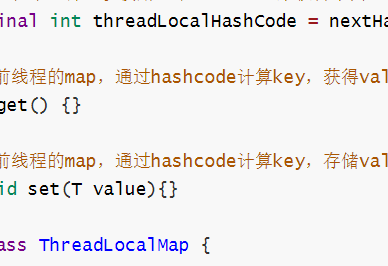 inal int threadLocalHashCode = nextHa
前线程的map，通过hashcode计算key，获得val
get() {}
前线程的map，通过hashcode计算key，存储val
id set(T value){}
ass ThreadLocalMap {